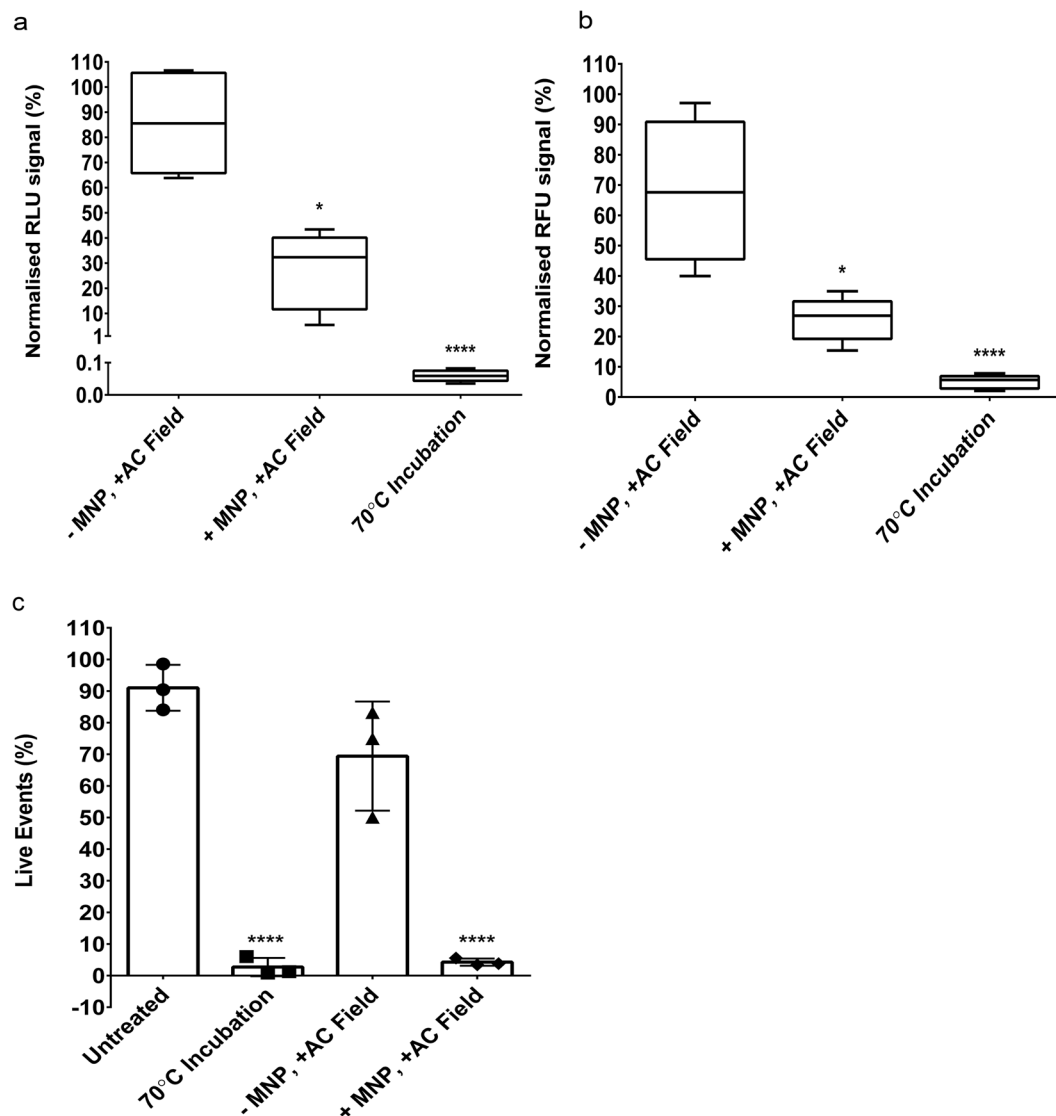 a
Normalised RLU signal (%)
110
100
90
80
70
60
50
40
30
20
10
1
0.1
0.0
*
****
- MNP, +AC Field
+ MNP, +AC Field
70°C Incubation
b
Normalised RFU signal (%)
110
100
90
80
70
60
50
40
30
20
10
0
*
****
- MNP, +AC Field
+ MNP, +AC Field
70°C Incubation
c
Live Events (%)
110
100
90
80
70
60
50
40
30
20
10
0
-10
****
****
Untreated
70°C Incubation
- MNP, +AC Field
+ MNP, +AC Field